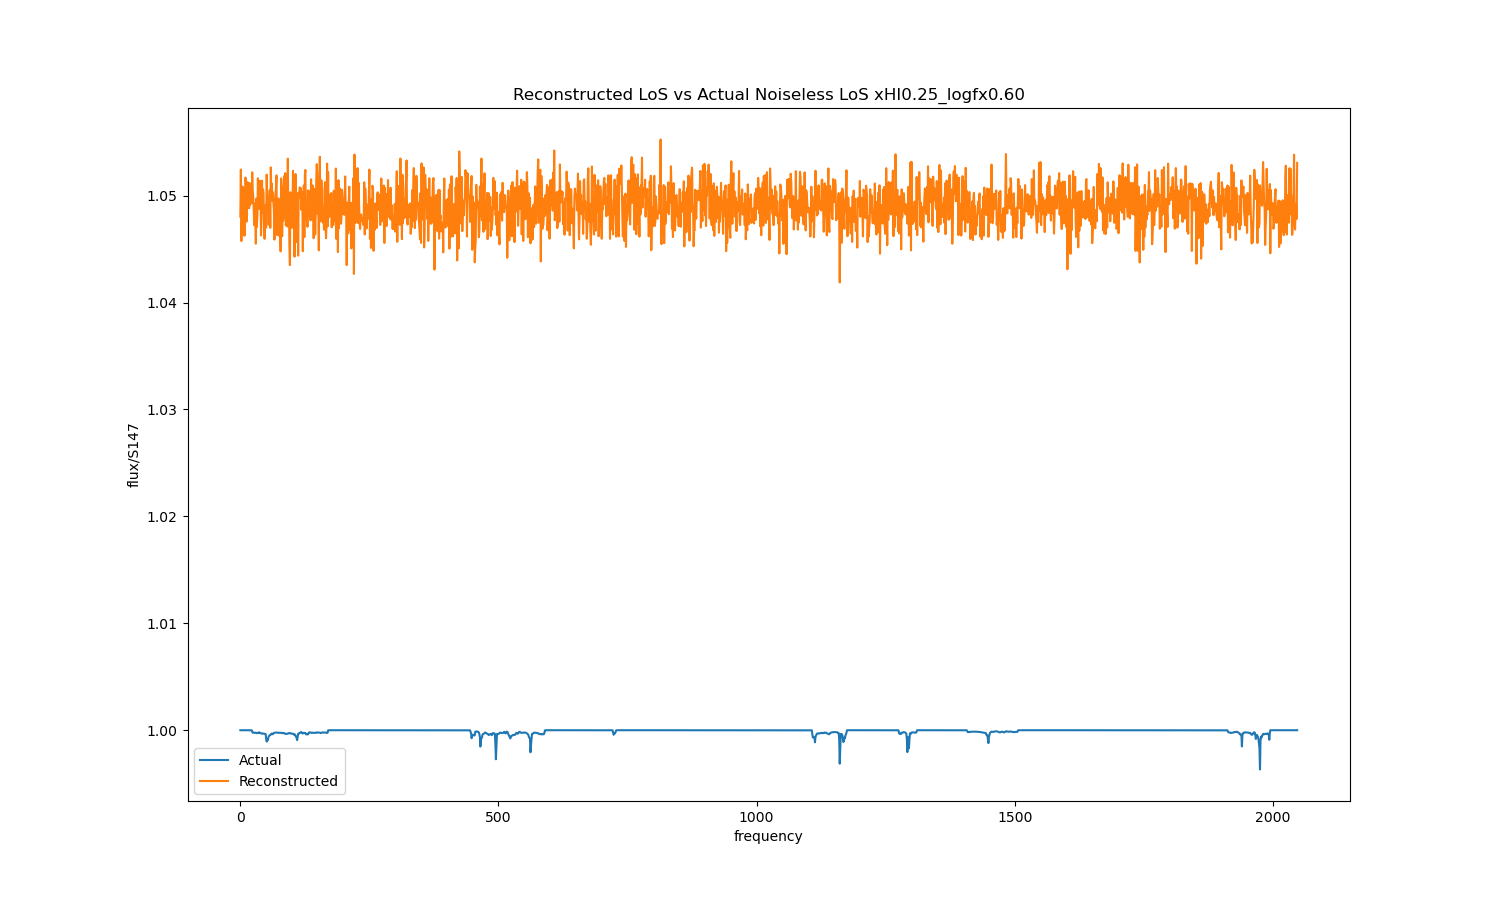 Reconstructed LoS vs Actual Noiseless LoS xHI0.25_logfx0.60
flux/S147
1.05
1.04
1.03
1.02
1.01
1.00
Actual
Reconstructed
0
500
1000
1500
2000
frequency